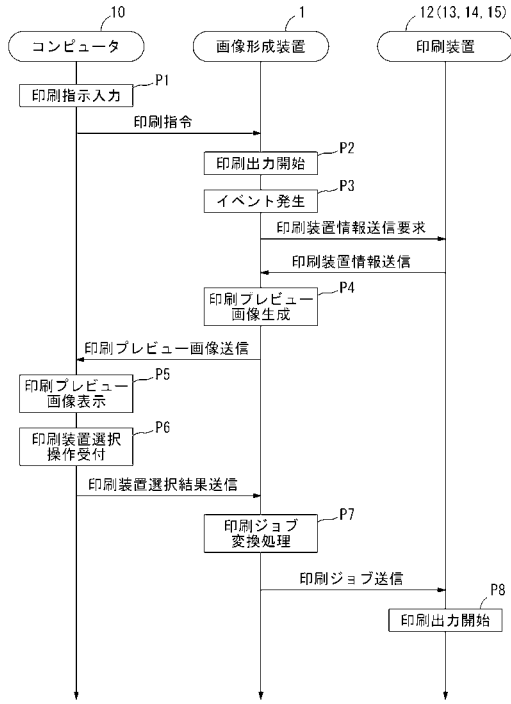 10
1
12(13, 14, 15)
コンピュータ
画像形成装置
印刷装置
P1
印刷指示入力
印刷指令
P2
印刷出力開始
P3
イベント発生
印刷装置情報送信要求
印刷装置情報送信
P4
印刷プレビュー
画像生成
印刷プレビュー画像送信
P5
印刷プレビュー
画像表示
P6
印刷装置選択
操作受付
印刷装置選択結果送信
P7
印刷ジョブ
変換処理
印刷ジョブ送信
P8
印刷出力開始